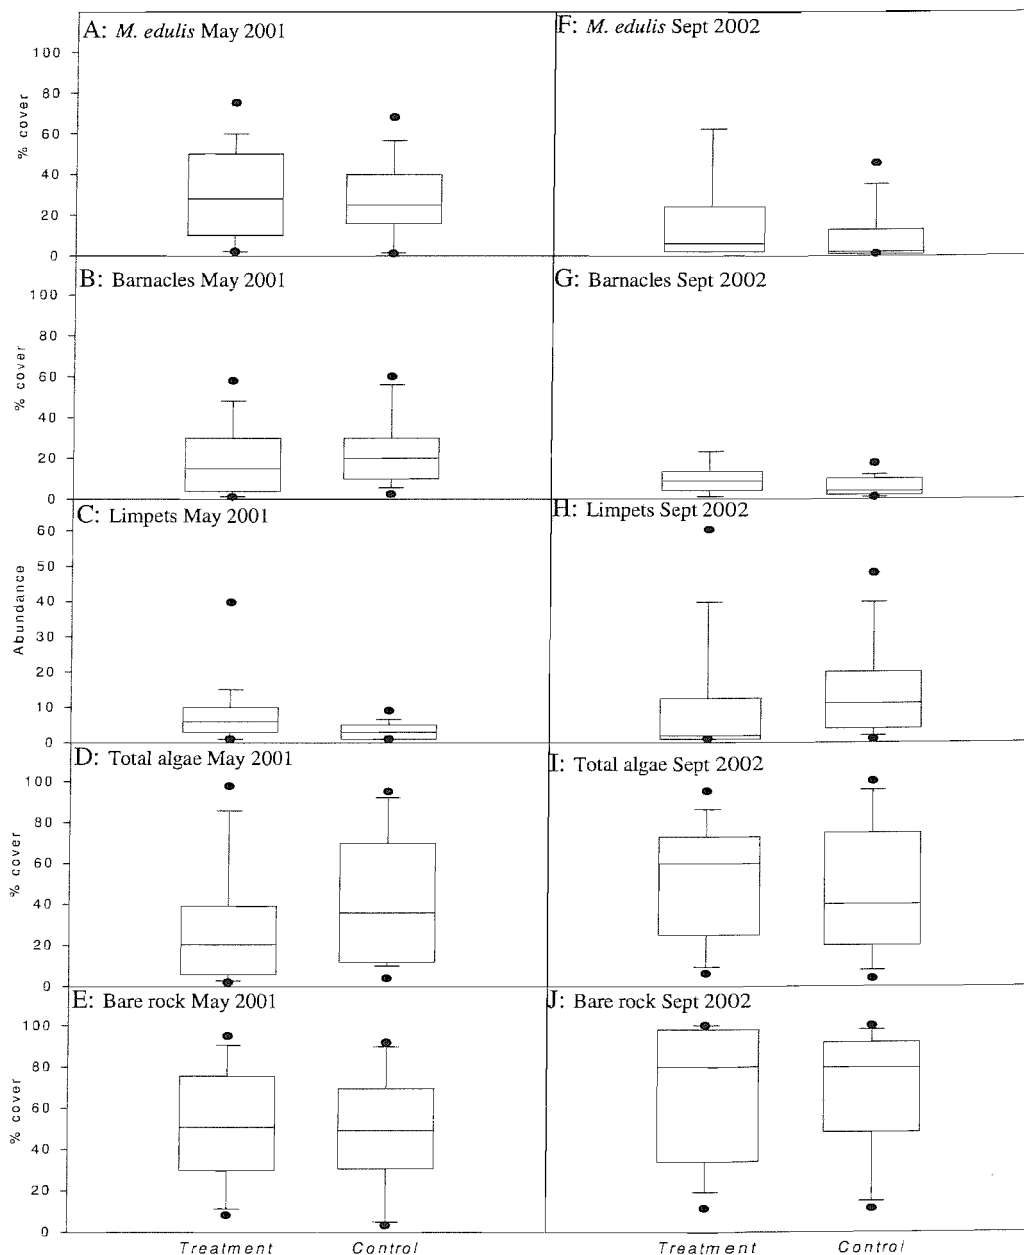 A: M. edulis May 2001
F: M. edulis Sept 2002
100
80
60
40
20
0
% cover
B: Barnacles May 2001
G: Barnacles Sept 2002
100
80
60
40
20
0
% cover
C: Limpets May 2001
H: Limpets Sept 2002
60
50
40
30
20
10
0
Abundance
D: Total algae May 2001
I: Total algae Sept 2002
100
80
60
40
20
0
% cover
E: Bare rock May 2001
J: Bare rock Sept 2002
100
80
60
40
20
0
% cover
Treatment
Control
Treatment
Control